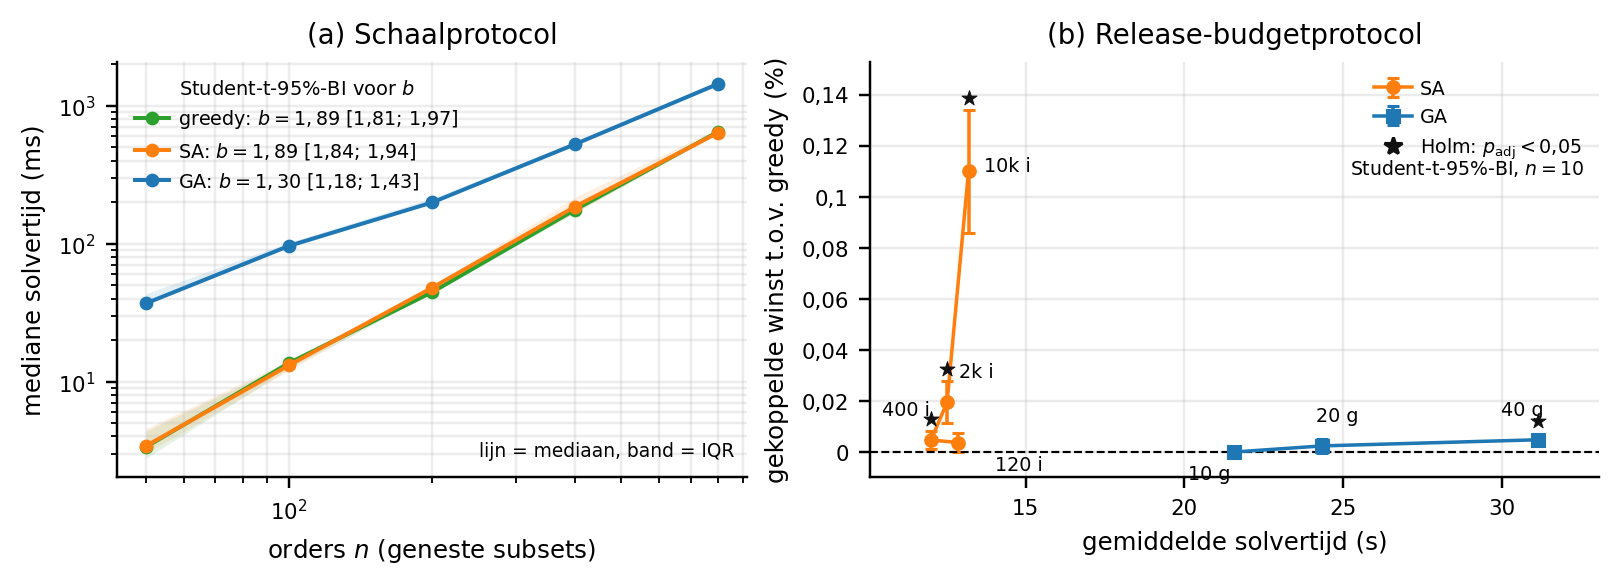 (a) Schaalprotocol
mediane solvertijd (ms)
10³
10²
10¹
Student-t-95%-BI voor b
greedy: b = 1, 89 [1,81; 1,97]
SA: b = 1, 89 [1,84; 1,94]
GA: b = 1, 30 [1,18; 1,43]
lijn = mediaan, band = IQR
10²
orders n (geneste subsets)
(b) Release-budgetprotocol
gekoppelde winst t.o.v. greedy (%)
0,14
0,12
0,1
0,08
0,06
0,04
0,02
0
SA
GA
Holm: p_adj < 0,05
Student-t-95%-BI, n = 10
10k i
2k i
400 i
120 i
10 g
20 g
40 g
15
20
25
30
gemiddelde solvertijd (s)